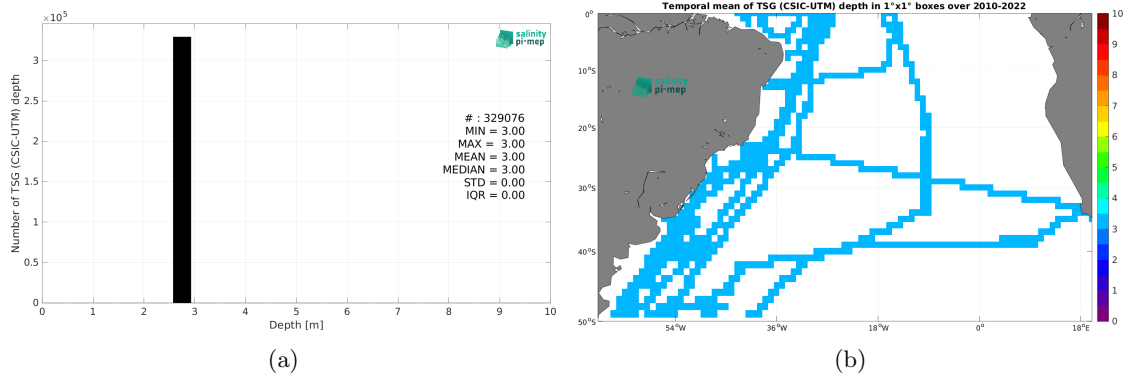 ×10⁵
3
2.5
2
1.5
1
0.5
0
Number of TSG (CSIC-UTM) depth
0 1 2 3 4 5 6 7 8 9 10
Depth [m]
salinity
pi-mep
# : 329076
MIN = 3.00
MAX = 3.00
MEAN = 3.00
MEDIAN = 3.00
STD = 0.00
IQR = 0.00
(a)
Temporal mean of TSG (CSIC-UTM) depth in 1°x1° boxes over 2010-2022
0°
10°S
20°S
30°S
40°S
50°S
54°W 36°W 18°W 0° 18°E
salinity
pi-mep
10
9
8
7
6
5
4
3
2
1
0
(b)